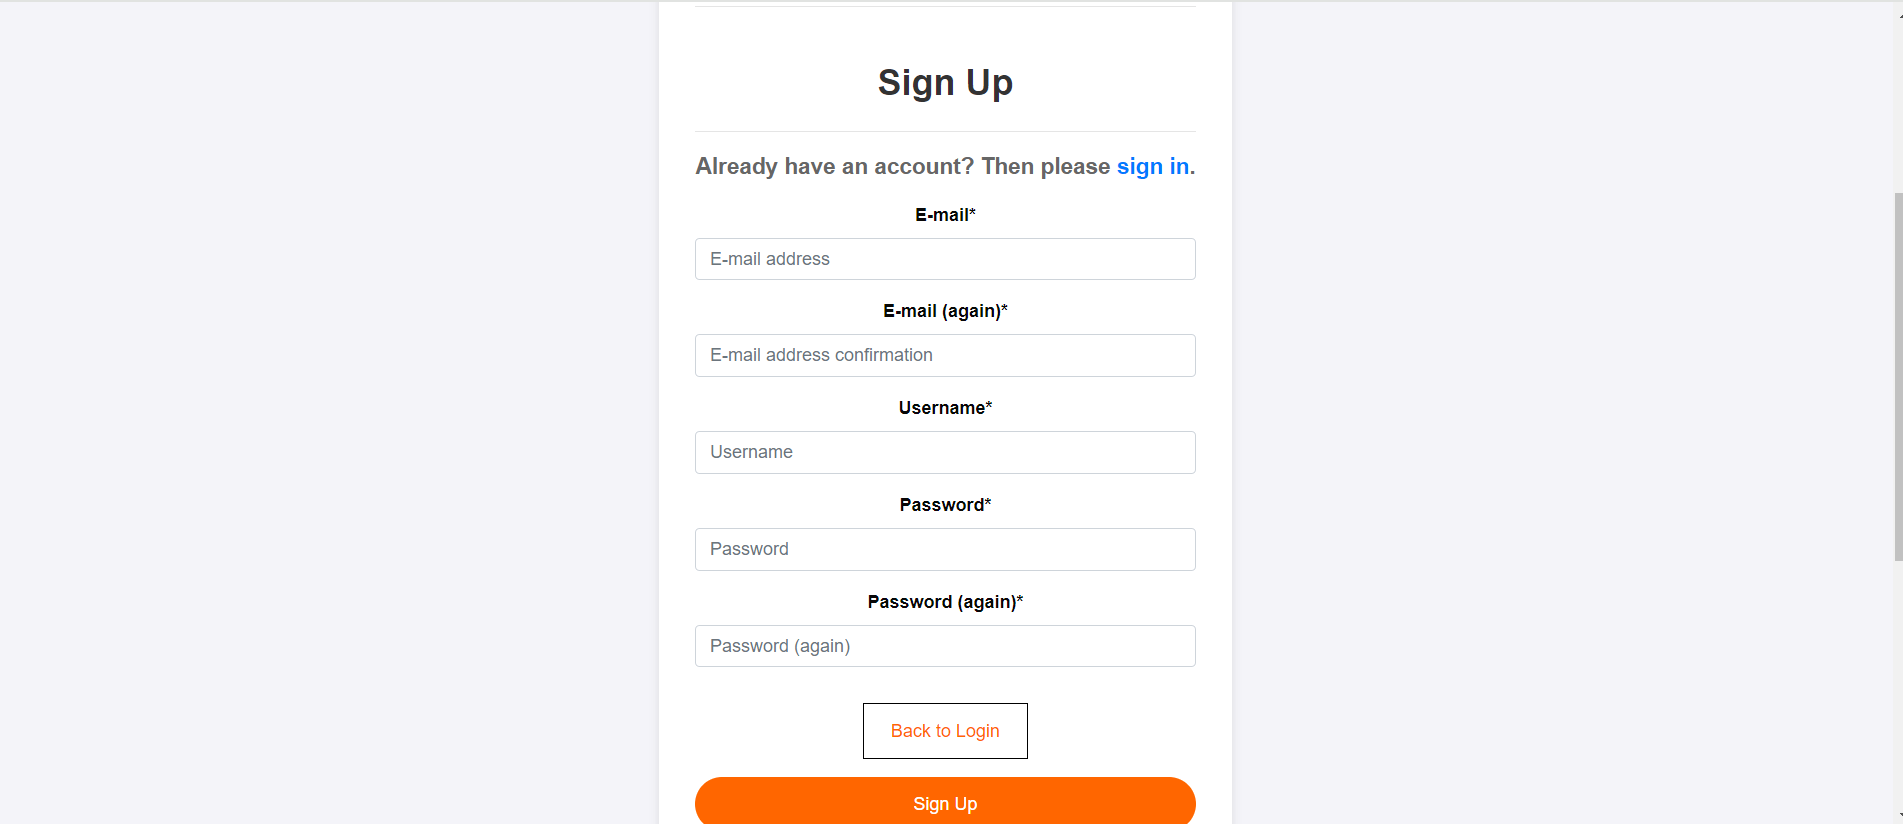 Sign Up
Already have an account? Then please sign in.
E-mail*
E-mail address
E-mail (again)*
E-mail address confirmation
Username*
Username
Password*
Password
Password (again)*
Password (again)
Back to Login
Sign Up